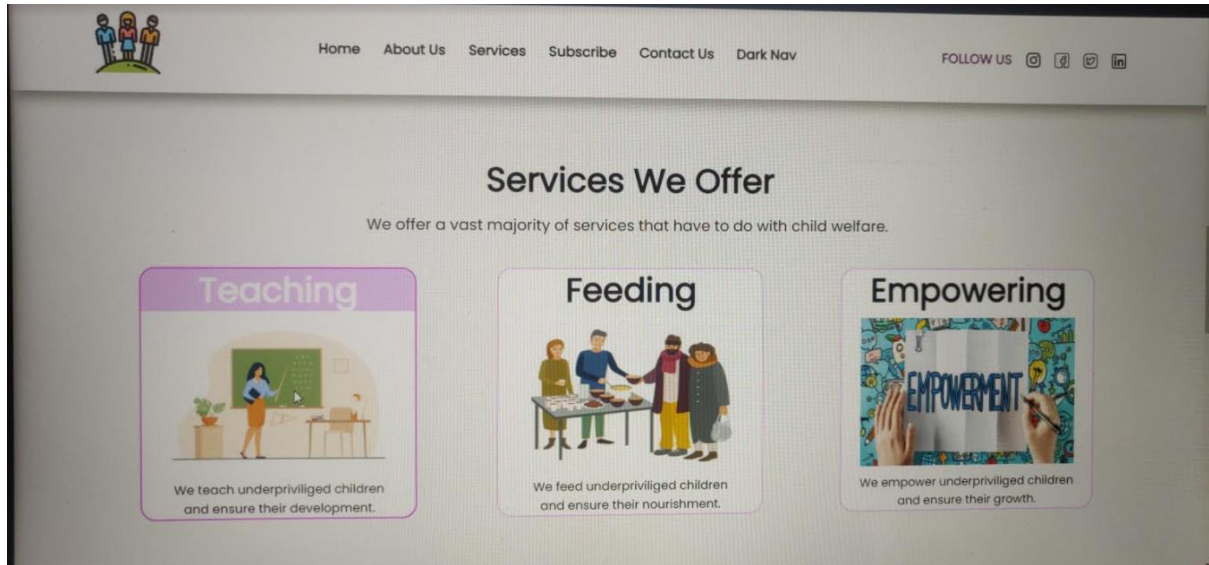 Home About Us Services Subscribe Contact Us Dark Nav FOLLOW US
Services We Offer
We offer a vast majority of services that have to do with child welfare.
Teaching
We teach underpriviliged children
and ensure their development.
Feeding
We feed underpriviliged children
and ensure their nourishment.
Empowering
EMPOWERMENT
We empower underpriviliged children
and ensure their growth.